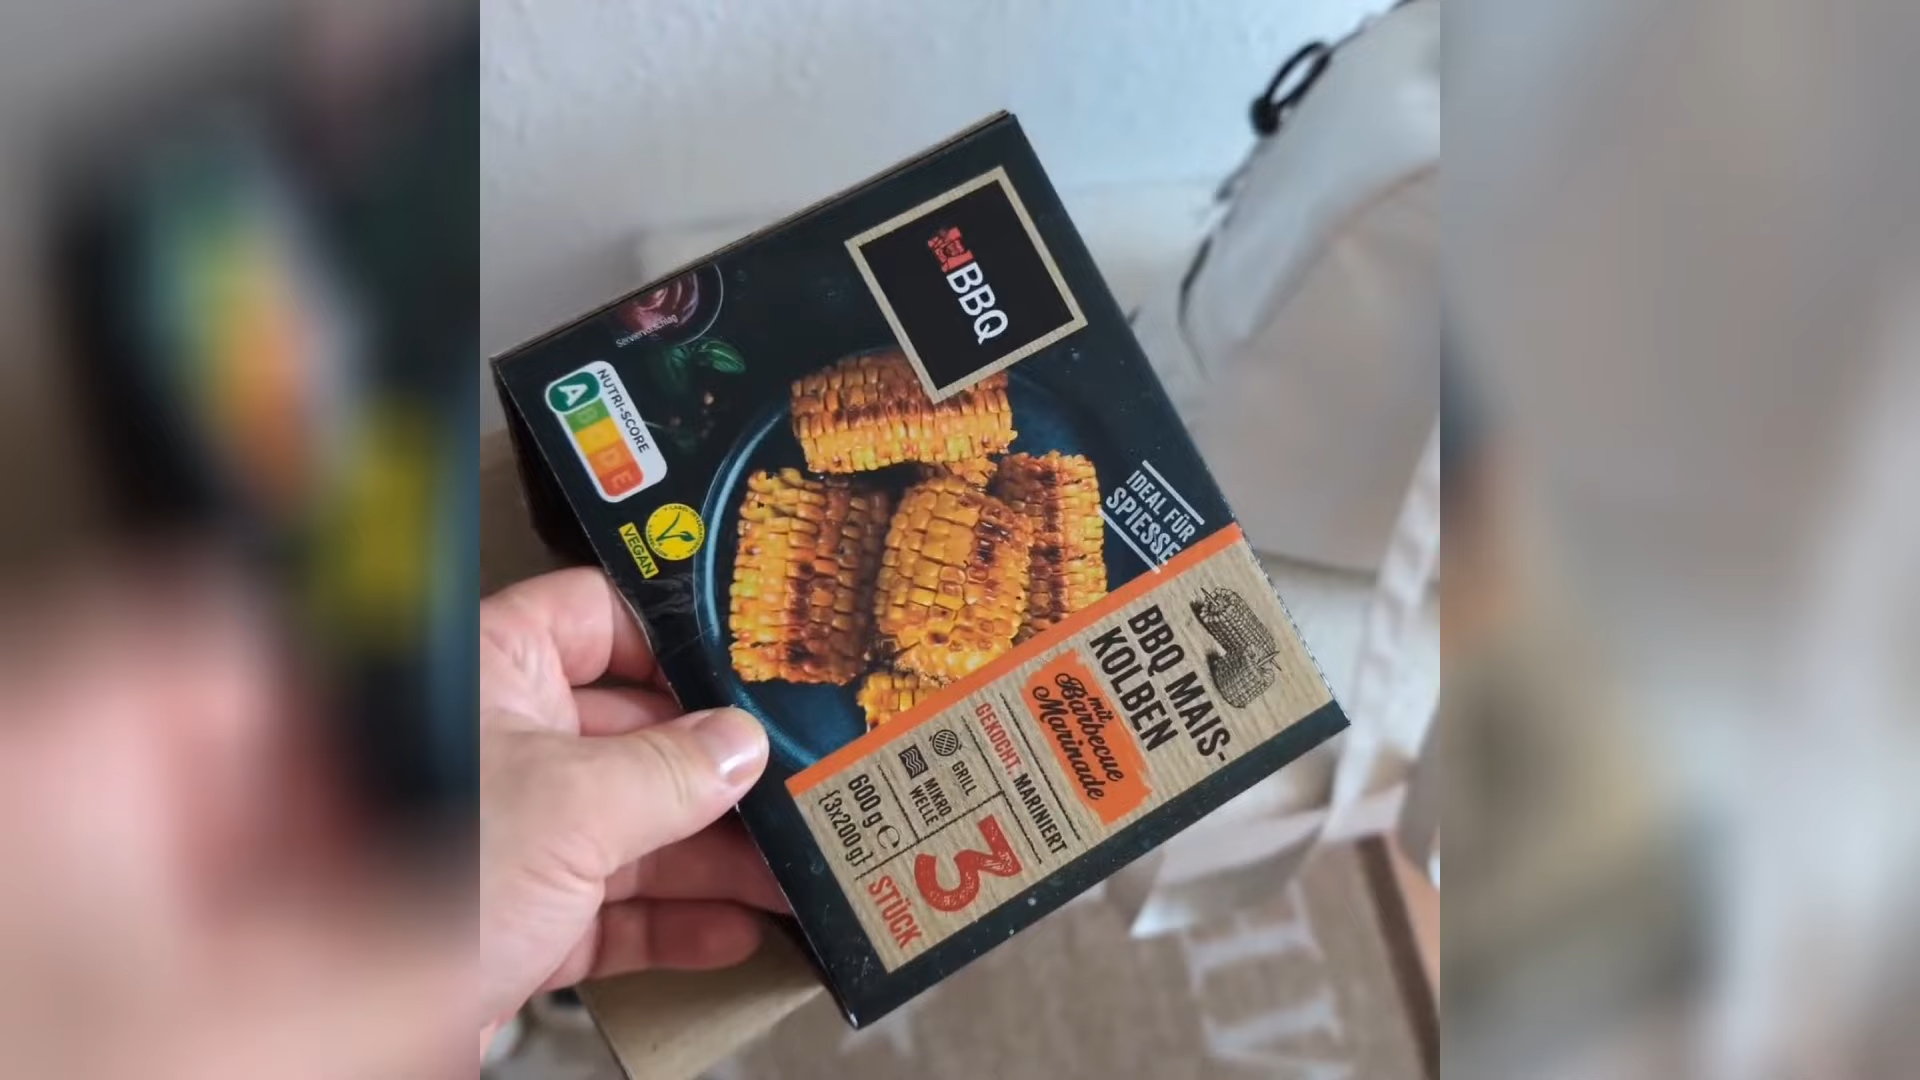 BBQ
Serviervorschlag
NUTRI-SCORE
A B C D E
VEGAN
IDEAL FÜR
SPIESSE
BBQ MAIS-
KOLBEN
mit
Barbecue
Marinade
GEKOCHT. MARINIERT
GRILL
MIKRO
WELLE
3
STÜCK
600 g ℮
{3x200 g}